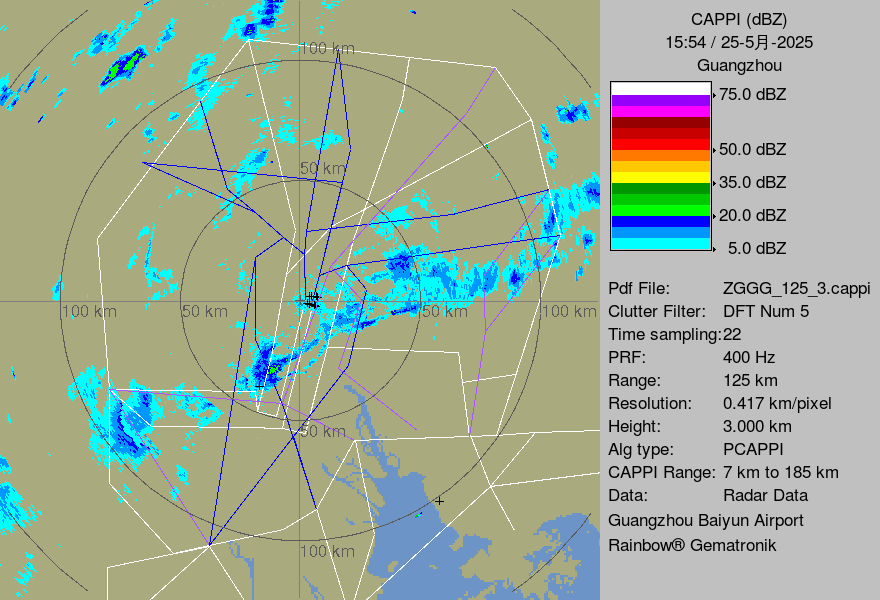 CAPPI (dBZ)
15:54 / 25-5月-2025
Guangzhou
75.0 dBZ
50.0 dBZ
35.0 dBZ
20.0 dBZ
5.0 dBZ
Pdf File: ZGGG_125_3.cappi
Clutter Filter: DFT Num 5
Time sampling:22
PRF: 400 Hz
Range: 125 km
Resolution: 0.417 km/pixel
Height: 3.000 km
Alg type: PCAPPI
CAPPI Range: 7 km to 185 km
Data: Radar Data
Guangzhou Baiyun Airport
Rainbow® Gematronik
100 km
50 km
100 km
50 km
50 km
100 km
50 km
100 km